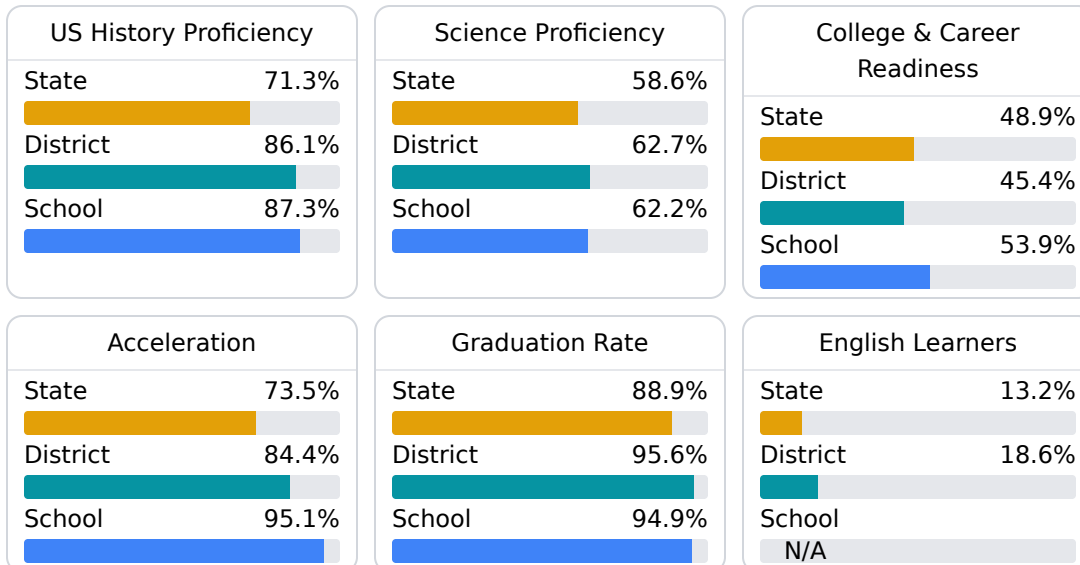 US History Proficiency
State 71.3%
District 86.1%
School 87.3%
Science Proficiency
State 58.6%
District 62.7%
School 62.2%
College & Career
Readiness
State 48.9%
District 45.4%
School 53.9%
Acceleration
State 73.5%
District 84.4%
School 95.1%
Graduation Rate
State 88.9%
District 95.6%
School 94.9%
English Learners
State 13.2%
District 18.6%
School
N/A